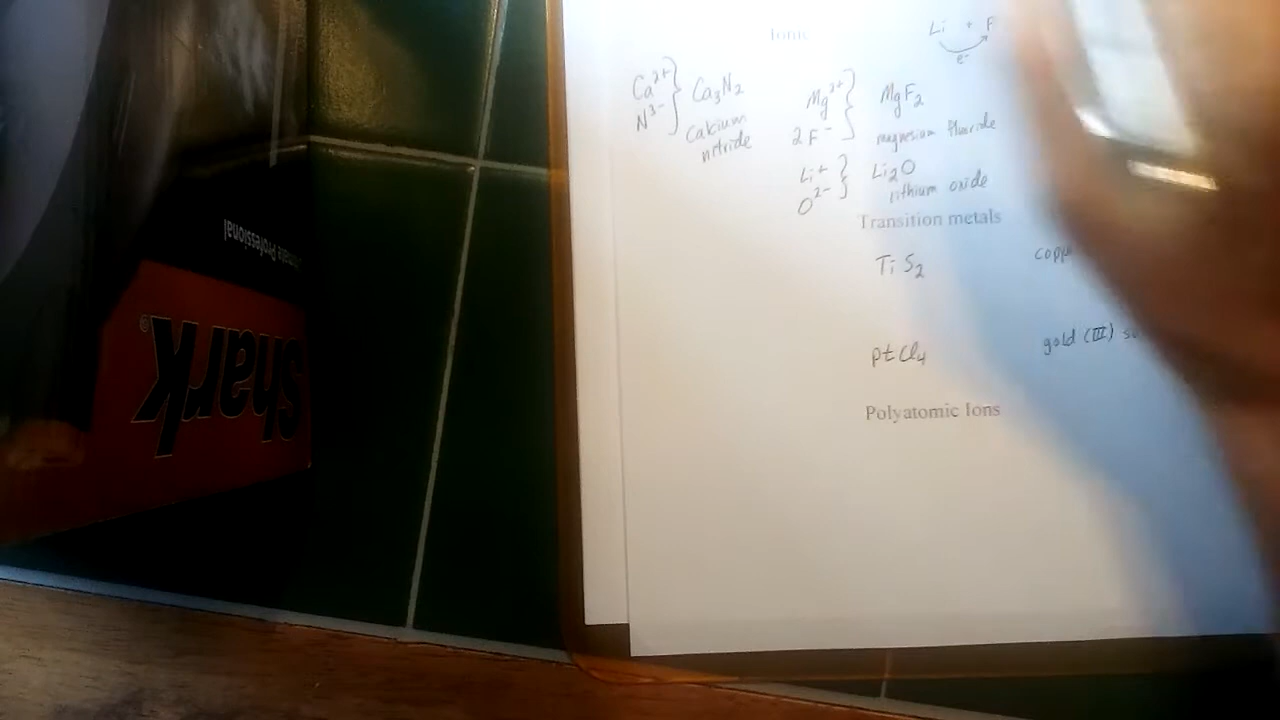 Ionic
Li + F
e-
Ca²⁺
N³⁻
Ca₃N₂
Calcium
nitride
Mg²⁺
2F⁻
MgF₂
magnesium fluoride
Li+
O²⁻
Li₂O
lithium oxide
Transition metals
TiS₂
PtCl₄
gold (III)
Polyatomic Ions
Professional
Shark®